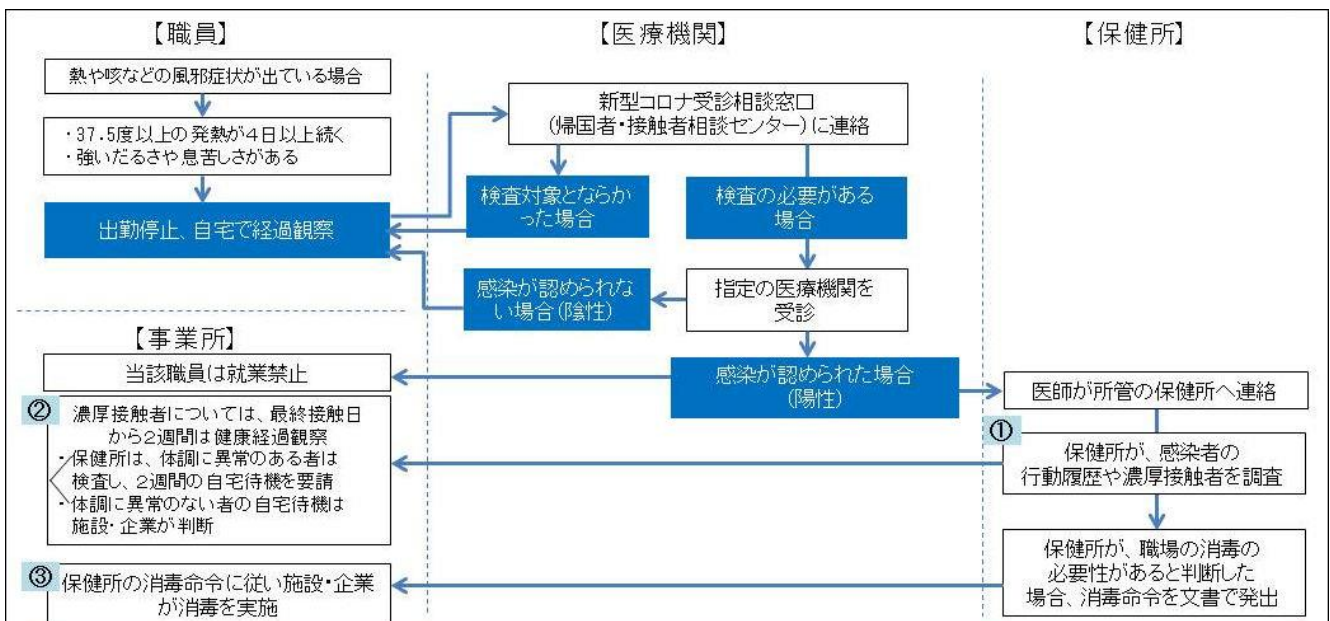 【職員】
熱や咳などの風邪症状が出ている場合
・37.5度以上の発熱が4日以上続く
・強いだるさや息苦しさがある
出勤停止、自宅で経過観察
【医療機関】
新型コロナ受診相談窓口
(帰国者・接触者相談センター)に連絡
検査対象とならか
った場合
検査の必要がある
場合
感染が認められな
い場合(陰性)
指定の医療機関を
受診
感染が認められた場合
(陽性)
【保健所】
医師が所管の保健所へ連絡
①
保健所が、感染者の
行動履歴や濃厚接触者を調査
保健所が、職場の消毒の
必要性があると判断した
場合、消毒命令を文書で発出
【事業所】
当該職員は就業禁止
②
濃厚接触者については、最終接触日
から2週間は健康経過観察
・保健所は、体調に異常のある者は
検査し、2週間の自宅待機を要請
・体調に異常のない者の自宅待機は
施設・企業が判断
③
保健所の消毒命令に従い施設・企業
が消毒を実施